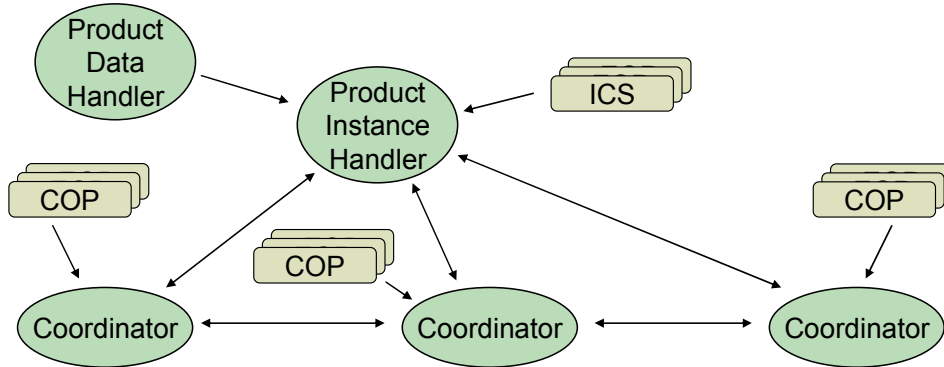 Product
Data
Handler
Product
Instance
Handler
ICS
COP
COP
COP
Coordinator
Coordinator
Coordinator